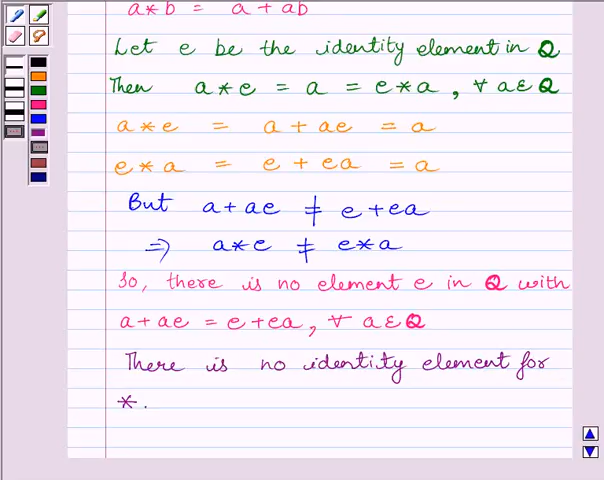 a * b = a + ab
Let e be the identity element in Q
Then a * e = a = e * a , ∀ a ∈ Q
a * e = a + ae = a
e * a = e + ea = a
But a + ae ≠ e + ea
⇒ a * e ≠ e * a
So, there is no element e in Q with
a + ae = e + ea, ∀ a ∈ Q
There is no identity element for
* .